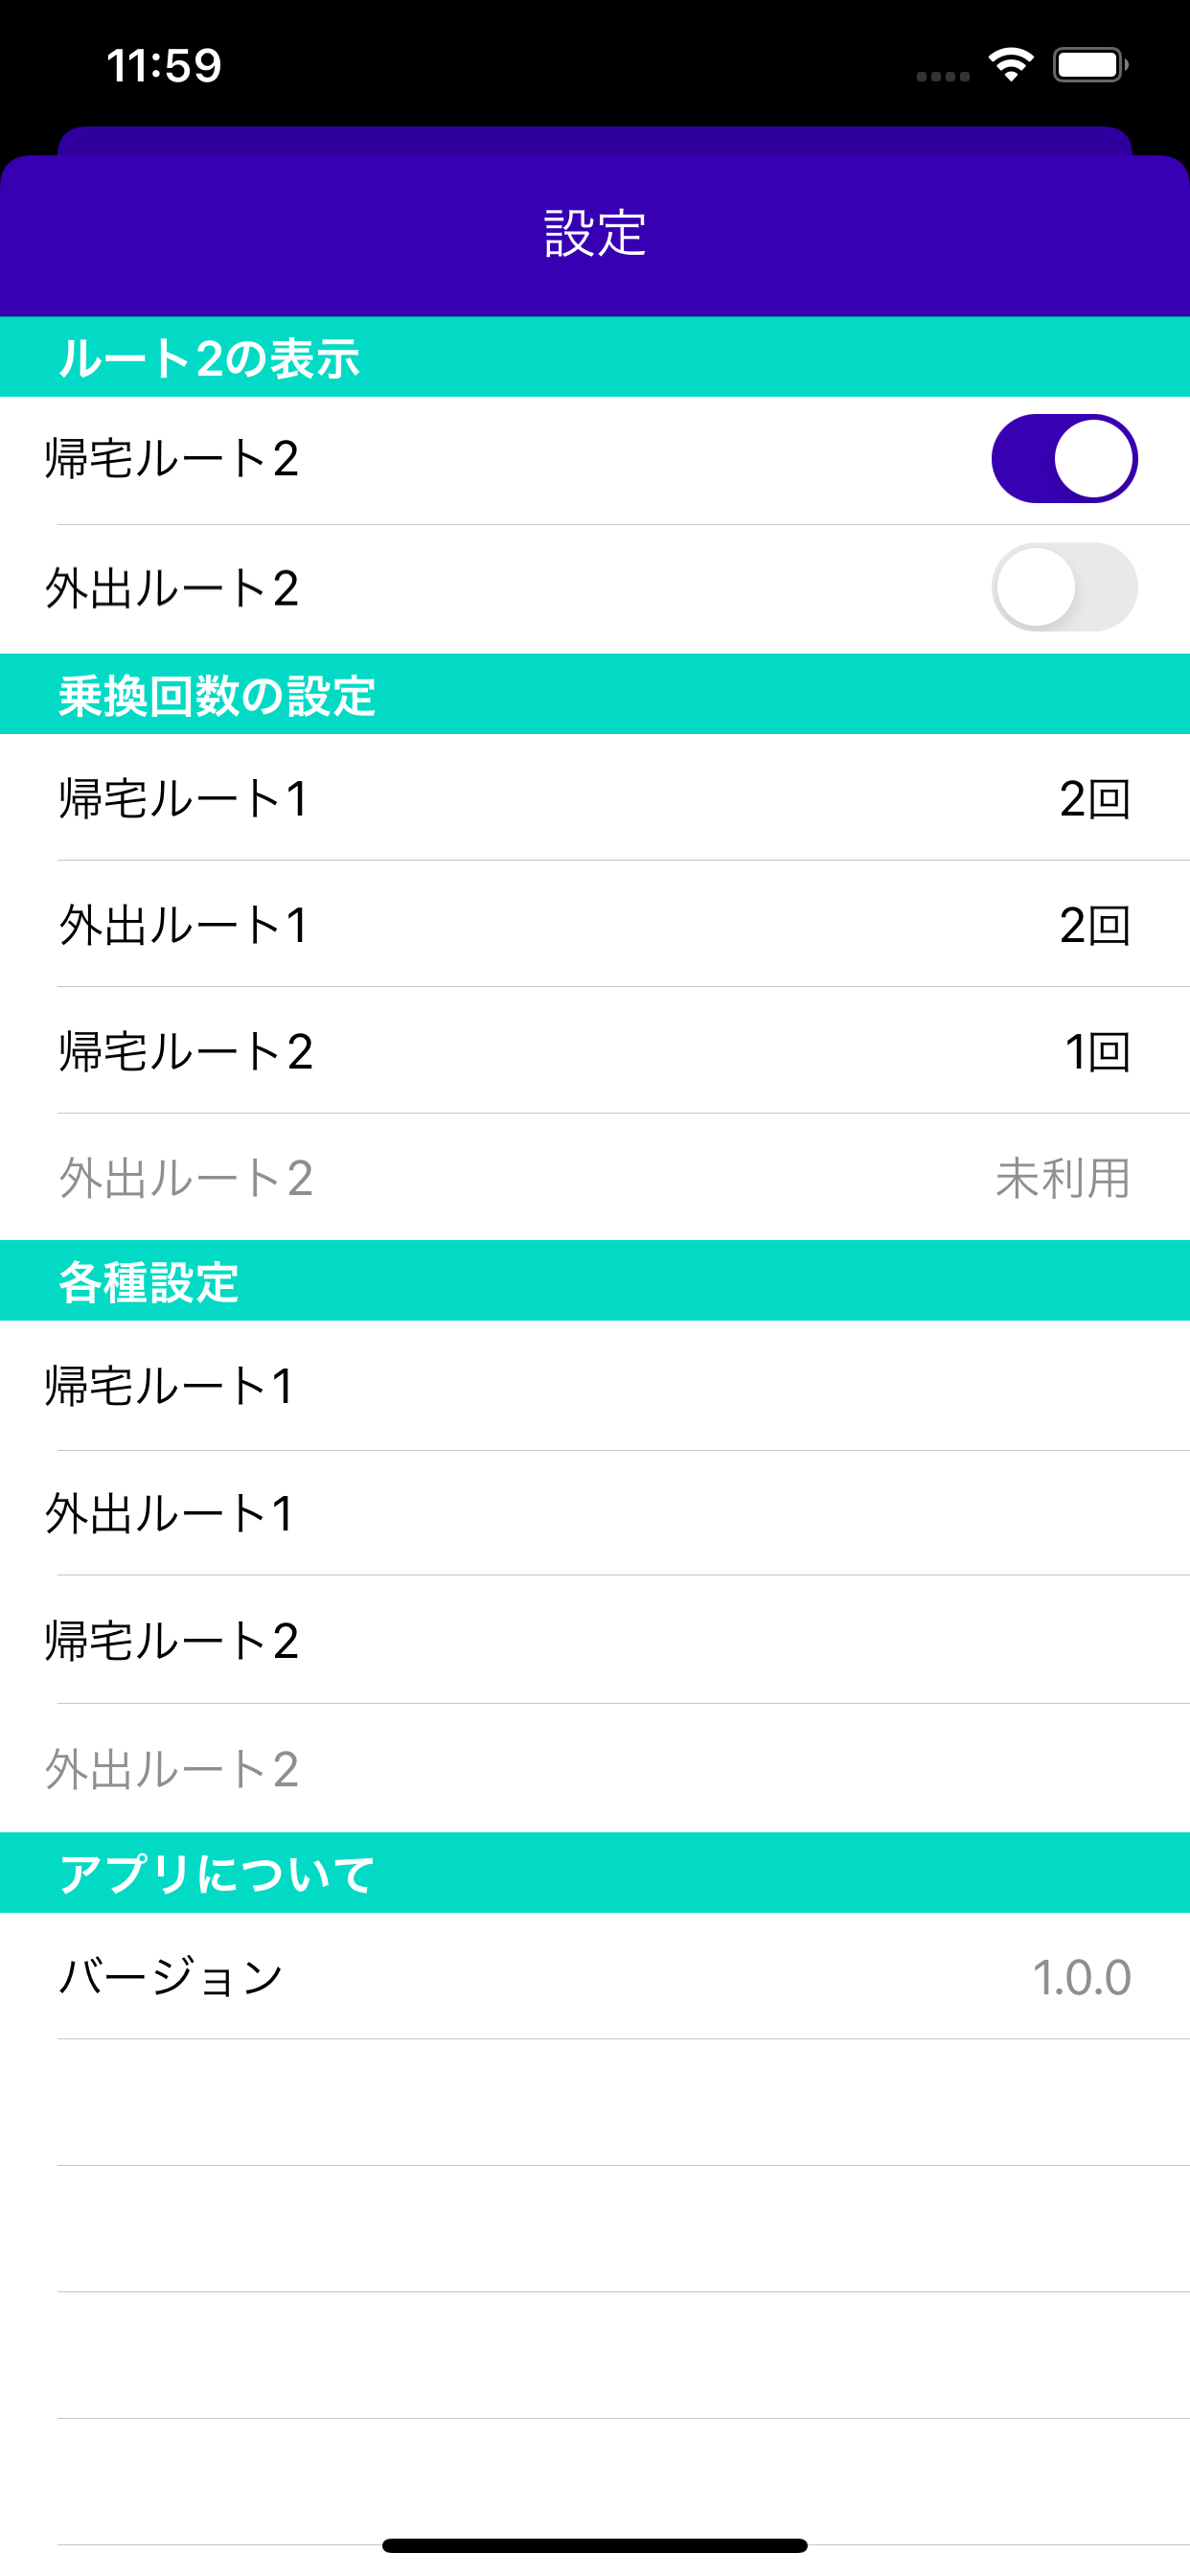 11:59
設定
ルート2の表示
帰宅ルート2
外出ルート2
乗換回数の設定
帰宅ルート1 2回
外出ルート1 2回
帰宅ルート2 1回
外出ルート2 未利用
各種設定
帰宅ルート1
外出ルート1
帰宅ルート2
外出ルート2
アプリについて
バージョン 1.0.0